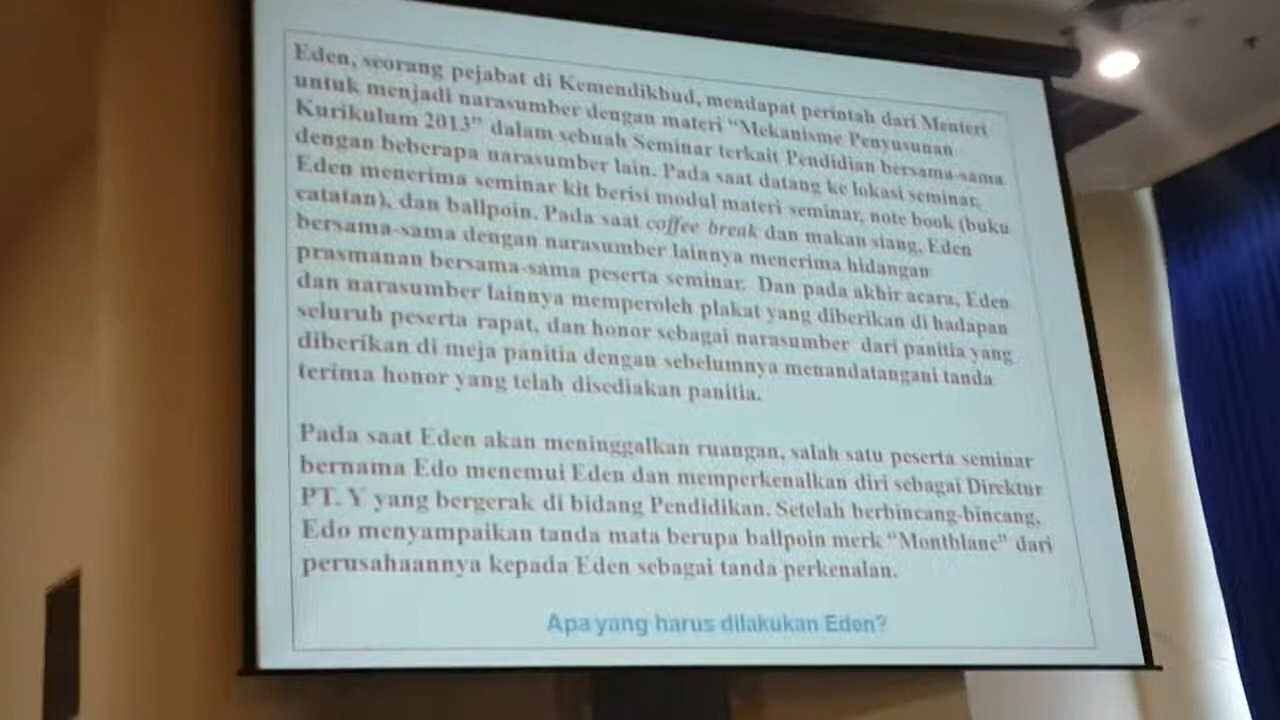 Eden, seorang pejabat di Kemendikbud, mendapat perintah dari Menteri
untuk menjadi narasumber dengan materi “Mekanisme Penyusunan
Kurikulum 2013” dalam sebuah Seminar terkait Pendidian bersama-sama
dengan beberapa narasumber lain. Pada saat datang ke lokasi seminar,
Eden menerima seminar kit berisi modul materi seminar, note book (buku
catatan), dan ballpoin. Pada saat coffee break dan makan siang, Eden
bersama-sama dengan narasumber lainnya menerima hidangan
prasmanan bersama-sama peserta seminar. Dan pada akhir acara, Eden
dan narasumber lainnya memperoleh plakat yang diberikan di hadapan
seluruh peserta rapat, dan honor sebagai narasumber dari panitia yang
diberikan di meja panitia dengan sebelumnya menandatangani tanda
terima honor yang telah disediakan panitia.
Pada saat Eden akan meninggalkan ruangan, salah satu peserta seminar
bernama Edo menemui Eden dan memperkenalkan diri sebagai Direktur
PT. Y yang bergerak di bidang Pendidikan. Setelah berbincang-bincang,
Edo menyampaikan tanda mata berupa ballpoin merk “Montblanc” dari
perusahaannya kepada Eden sebagai tanda perkenalan.
Apa yang harus dilakukan Eden?